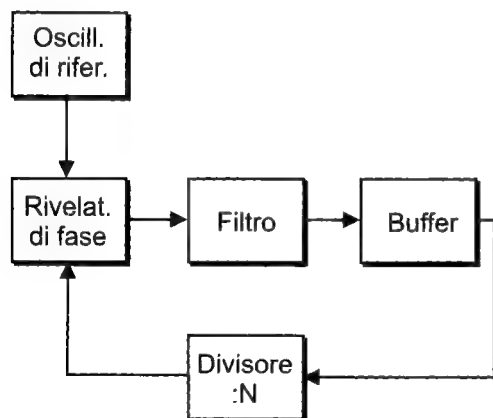 Oscill.
di rifer.
Rivelat.
di fase
Filtro
Buffer
Divisore
:N